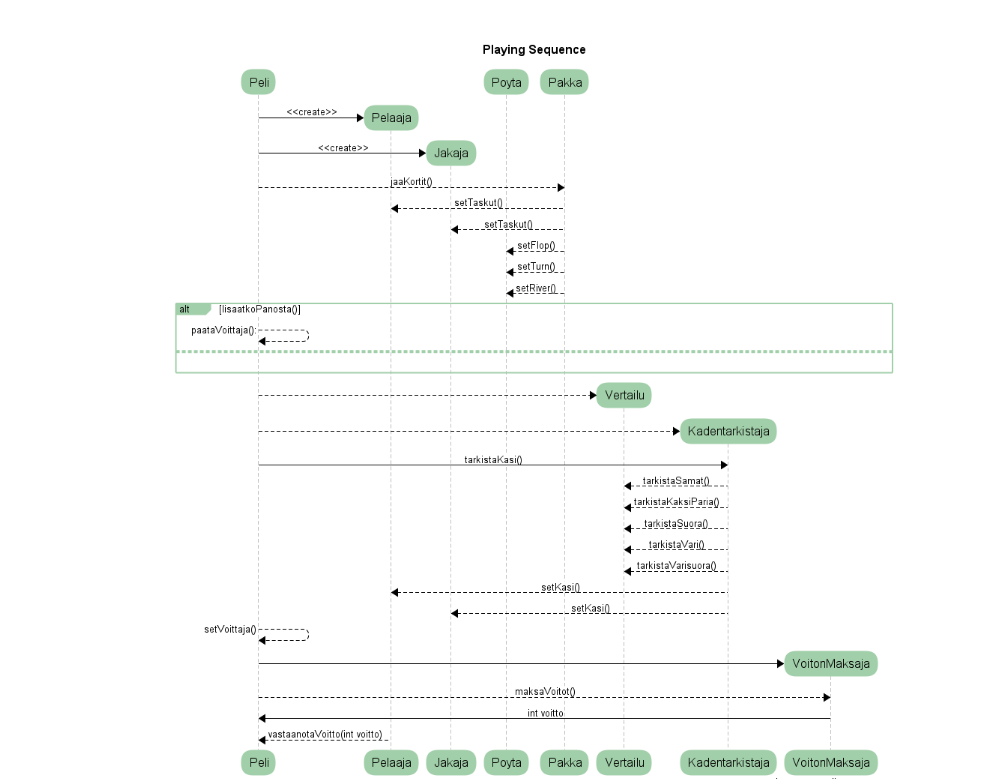 Playing Sequence
Peli
Poyta
Pakka
<<create>>
Pelaaja
<<create>>
Jakaja
jaaKortit()
setTaskut()
setTaskut()
setFlop()
setTurn()
setRiver()
alt [lisaatkoPanosta()]
paataVoittaja():
Vertailu
Kadentarkistaja
tarkistaKasi()
tarkistaSamat()
tarkistaKaksiParia()
tarkistaSuora()
tarkistaVari()
tarkistaVarisuora()
setKasi()
setKasi()
setVoittaja()
VoitonMaksaja
maksaVoitot()
int voitto
vastaanotaVoitto(int voitto)
Peli Pelaaja Jakaja Poyta Pakka Vertailu Kadentarkistaja VoitonMaksaja